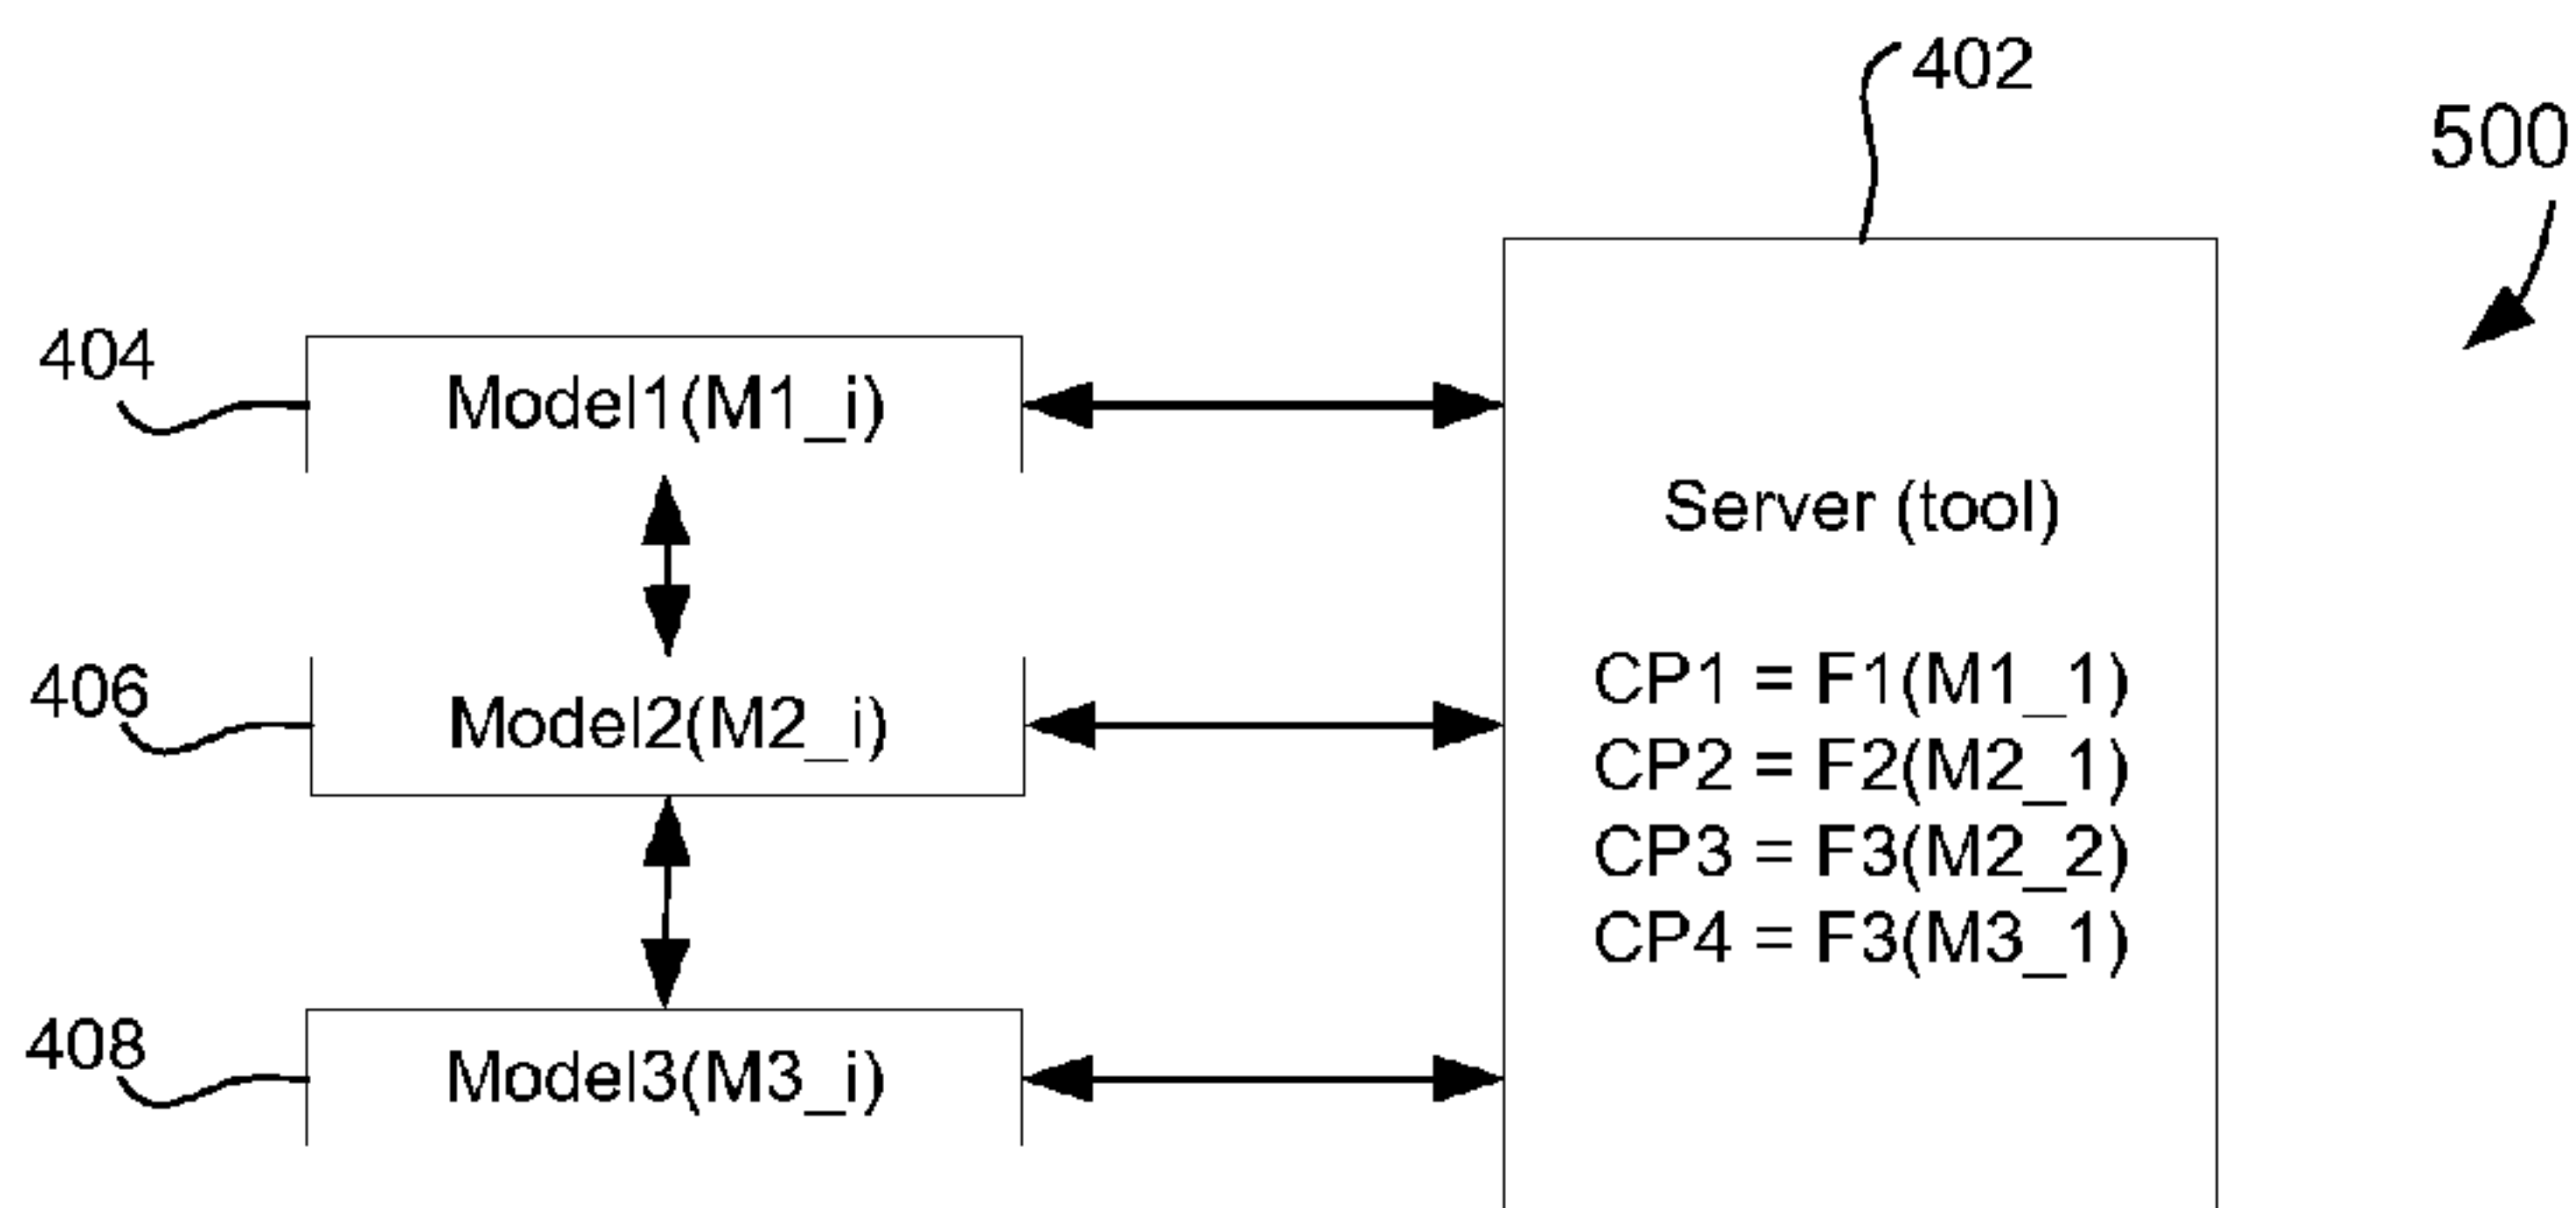 402
500
404
Model1(M1_i)
Server (tool)
406
Model2(M2_i)
CP1 = F1(M1_1)
CP2 = F2(M2_1)
CP3 = F3(M2_2)
CP4 = F3(M3_1)
408
Model3(M3_i)